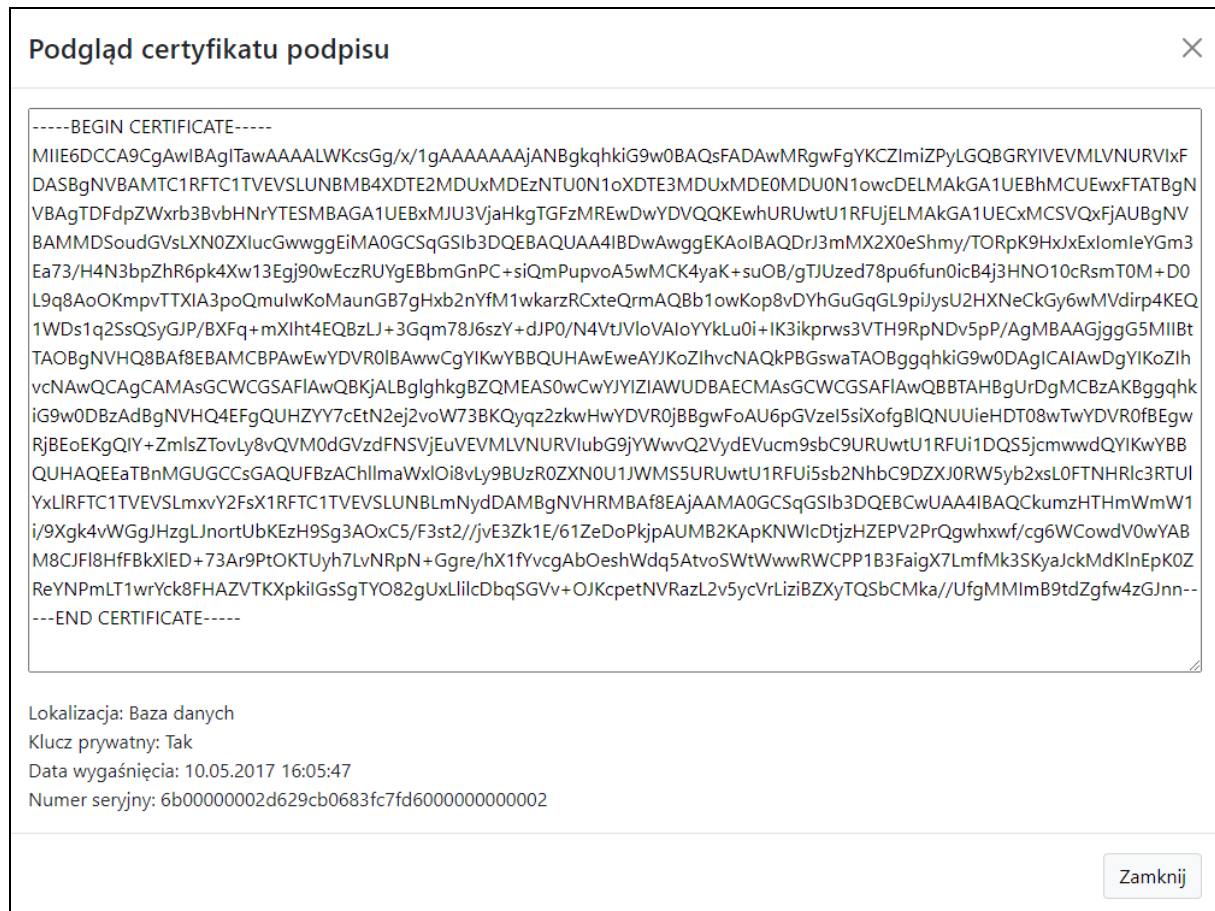 Podgląd certyfikatu podpisu
-----BEGIN CERTIFICATE-----
MIIE6DCCA9CgAwIBAgITawAAAALWKcsGg/x/1gAAAAAAAjANBgkqhkiG9w0BAQsFADAwMRgwFgYKCZImiZPyLGQBGRYIVEVMLVNURVIxF
DASBgNVBAMTC1RFTC1TVEVSLUNBMB4XDTE2MDUxMDEzNTU0N1oXDTE3MDUxMDE0MDU0N1owcDELMAkGA1UEBhMCUEwxFTATBgN
VBAgTDFdpZWxrb3BvbHNrYTESMBAGA1UEBxMJU3VjaHkgTGFzMREwDwYDVQQKEwhURUwtU1RFUjELMAkGA1UECxMCSVQxFjAUBgNV
BAMMDSoudGVsLXN0ZXIucGwwggEiMA0GCSqGSIb3DQEBAQUAA4IBDwAwggEKAoIBAQDrJ3mMX2X0eShmy/TORpK9HxJxExIomIeYGm3
Ea73/H4N3bpZhR6pk4Xw13Egj90wEczRUYgEBbmGnPC+siQmPupvoA5wMCK4yaK+suOB/gTJUzed78pu6fun0icB4j3HNO10cRsmT0M+D0
L9q8AoOKmpvTTXIA3poQmuIwKoMaunGB7gHxb2nYfM1wkarzRCxteQrmAQBb1owKop8vDYhGuGqGL9piJysU2HXNeCkGy6wMVdirp4KEQ
1WDs1q2SsQSyGJP/BXFq+mXIht4EQBzLJ+3Gqm78J6szY+dJP0/N4VtJVloVAIoYYkLu0i+IK3ikprws3VTH9RpNDv5pP/AgMBAAGjggG5MIIBt
TAOBgNVHQ8BAf8EBAMCBPAwEwYDVR0lBAwwCgYIKwYBBQUHAwEweAYJKoZIhvcNAQkPBGswaTAOBggqhkiG9w0DAgICAIAwDgYIKoZIh
vcNAwQCAgCAMAsGCWCGSAFlAwQBKjALBglghkgBZQMEAS0wCwYJYIZIAWUDBAECMAsGCWCGSAFlAwQBBTAHBgUrDgMCBzAKBggqhk
iG9w0DBzAdBgNVHQ4EFgQUHZYY7cEtN2ej2voW73BKQyqz2zkwHwYDVR0jBBgwFoAU6pGVzeI5siXofgBlQNUUieHDT08wTwYDVR0fBEgw
RjBEoEKgQIY+ZmlsZTovLy8vQVM0dGVzdFNSVjEuVEVMLVNURVIubG9jYWwvQ2VydEVucm9sbC9URUwtU1RFUi1DQS5jcmwwdQYIKwYBB
QUHAQEEaTBnMGUGCCsGAQUFBzAChllmaWxlOi8vLy9BUzR0ZXN0U1JWMS5URUwtU1RFUi5sb2NhbC9DZXJ0RW5yb2xsL0FTNHRlc3RTUl
YxLlRFTC1TVEVSLmxvY2FsX1RFTC1TVEVSLUNBLmNydDAMBgNVHRMBAf8EAjAAMA0GCSqGSIb3DQEBCwUAA4IBAQCkumzHTHmWmW1
i/9Xgk4vWGgJHzgLJnortUbKEzH9Sg3AOxC5/F3st2//jvE3Zk1E/61ZeDoPkjpAUMB2KApKNWIcDtjzHZEPV2PrQgwhxwf/cg6WCowdV0wYAB
M8CJFl8HfFBkXlED+73Ar9PtOKTUyh7LvNRpN+Ggre/hX1fYvcgAbOeshWdq5AtvoSWtWwwRWCPP1B3FaigX7LmfMk3SKyaJckMdKlnEpK0Z
ReYNPmLT1wrYck8FHAZVTKXpkiIGsSgTYO82gUxLlilcDbqSGVv+OJKcpetNVRazL2v5ycVrLiziBZXyTQSbCMka//UfgMMImB9tdZgfw4zGJnn--
---END CERTIFICATE-----
Lokalizacja: Baza danych
Klucz prywatny: Tak
Data wygaśnięcia: 10.05.2017 16:05:47
Numer seryjny: 6b00000002d629cb0683fc7fd6000000000002
Zamknij